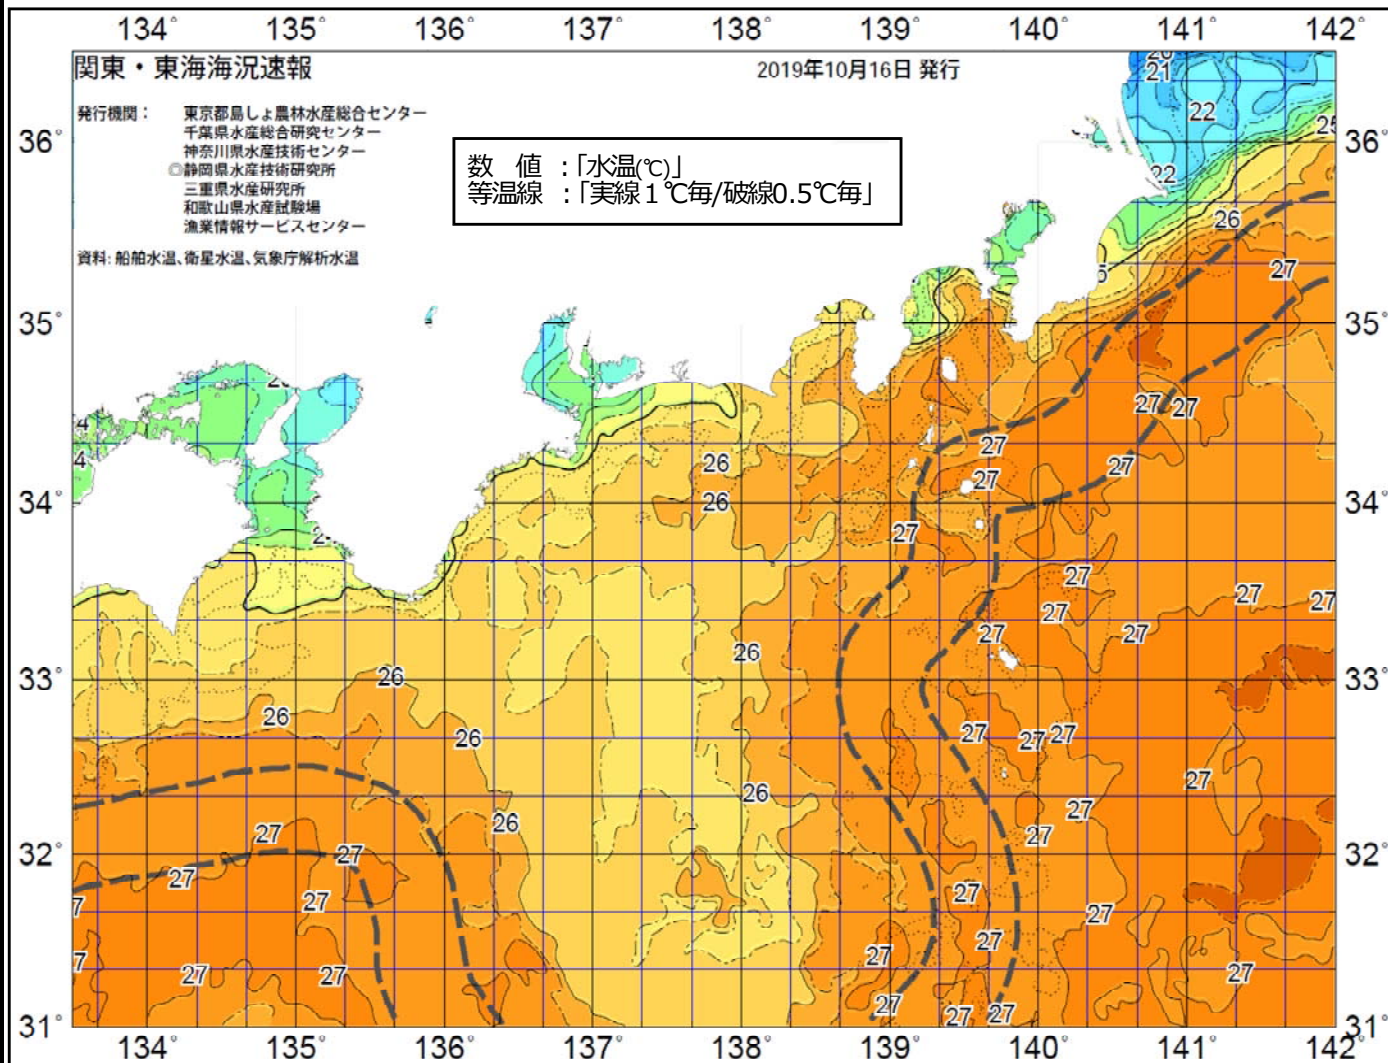 134° 135° 136° 137° 138° 139° 140° 141° 142°
関東・東海海況速報
2019年10月16日 発行
発行機関： 東京都島しょ農林水産総合センター
千葉県水産総合研究センター
神奈川県水産技術センター
◎静岡県水産技術研究所
三重県水産研究所
和歌山県水産試験場
漁業情報サービスセンター
資料: 船舶水温、衛星水温、気象庁解析水温
数 値 ：「水温(℃)」
等温線 ：「実線１℃毎/破線0.5℃毎」
21
22
25
36° 36°
22
26
27
35° 35°
27 27
26 27 27
27
26
34° 34°
27
27
27 27
27 27 27
26
33° 33°
26
26
26 27 27 27
27
26 27
26 27 27
32° 32°
27 27
27
27 27 27
27 27
27 27 27
27 27 27
31° 31°
134° 135° 136° 137° 138° 139° 140° 141° 142°